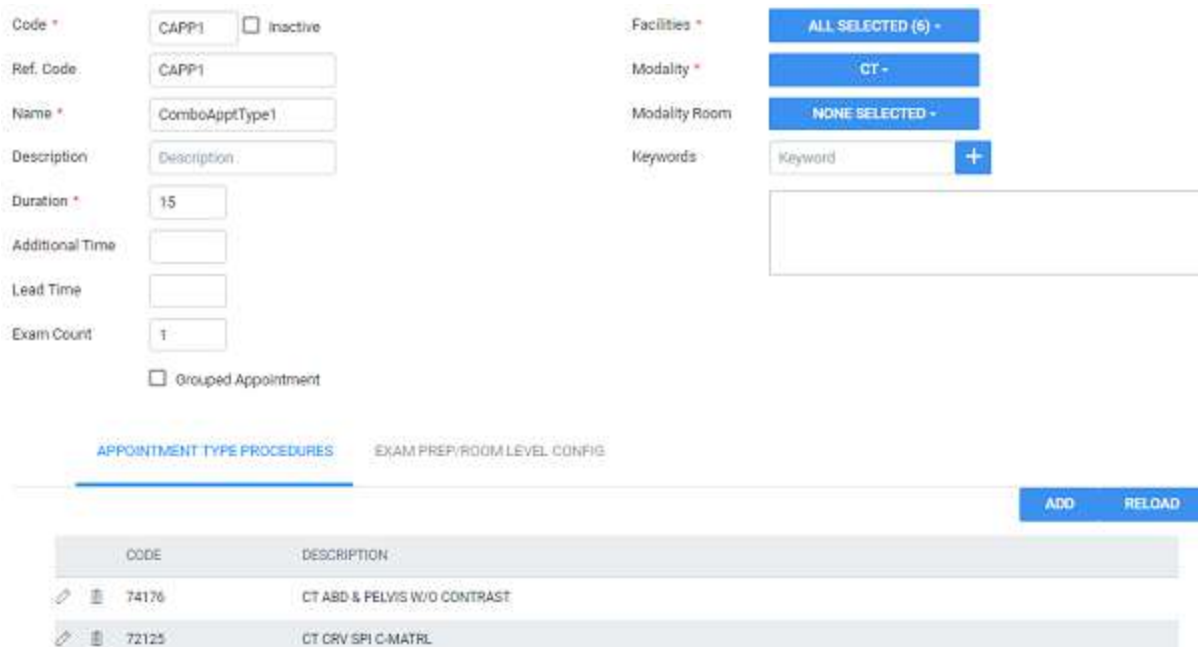 Code * CAPP1 Inactive
Ref. Code CAPP1
Name * ComboApptType1
Description Description
Duration * 15
Additional Time
Lead Time
Exam Count 1
Grouped Appointment
Facilities * ALL SELECTED (6)
Modality * CT
Modality Room NONE SELECTED
Keywords Keyword +
APPOINTMENT TYPE PROCEDURES EXAM PREP/ROOM LEVEL CONFIG
ADD RELOAD
CODE DESCRIPTION
74176 CT ABD & PELVIS W/O CONTRAST
72125 CT CRV SPI C-MATRL